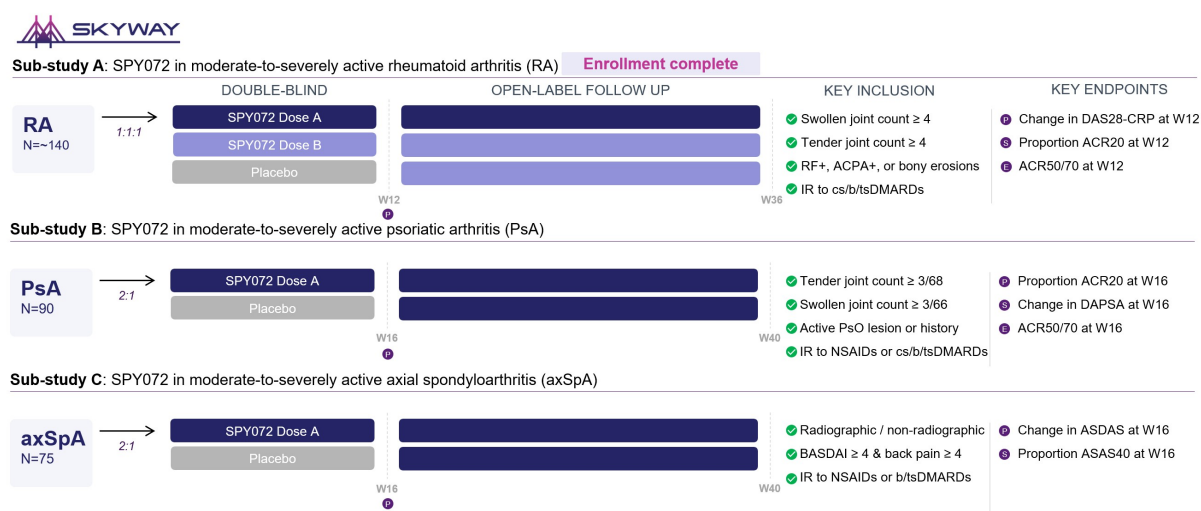 SKYWAY
Sub-study A: SPY072 in moderate-to-severely active rheumatoid arthritis (RA) Enrollment complete
DOUBLE-BLIND OPEN-LABEL FOLLOW UP KEY INCLUSION KEY ENDPOINTS
RA
N=~140
1:1:1
SPY072 Dose A
SPY072 Dose B
Placebo
W12
P
W36
Swollen joint count ≥ 4
Tender joint count ≥ 4
RF+, ACPA+, or bony erosions
IR to cs/b/tsDMARDs
P Change in DAS28-CRP at W12
S Proportion ACR20 at W12
E ACR50/70 at W12
Sub-study B: SPY072 in moderate-to-severely active psoriatic arthritis (PsA)
PsA
N=90
2:1
SPY072 Dose A
Placebo
W16
P
W40
Tender joint count ≥ 3/68
Swollen joint count ≥ 3/66
Active PsO lesion or history
IR to NSAIDs or cs/b/tsDMARDs
P Proportion ACR20 at W16
S Change in DAPSA at W16
E ACR50/70 at W16
Sub-study C: SPY072 in moderate-to-severely active axial spondyloarthritis (axSpA)
axSpA
N=75
2:1
SPY072 Dose A
Placebo
W16
P
W40
Radiographic / non-radiographic
BASDAI ≥ 4 & back pain ≥ 4
IR to NSAIDs or b/tsDMARDs
P Change in ASDAS at W16
S Proportion ASAS40 at W16